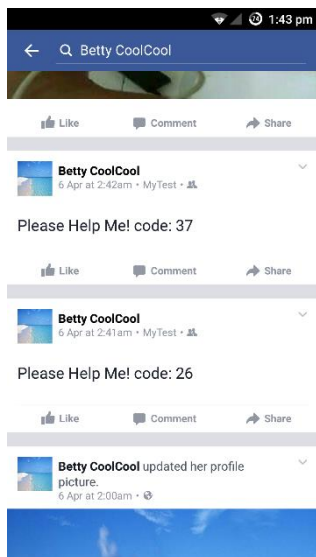 24 1:43 pm
Betty CoolCool
Like Comment Share
Betty CoolCool
6 Apr at 2:42am • MyTest •
Please Help Me! code: 37
Like Comment Share
Betty CoolCool
6 Apr at 2:41am • MyTest •
Please Help Me! code: 26
Like Comment Share
Betty CoolCool updated her profile
picture.
6 Apr at 2:00am •